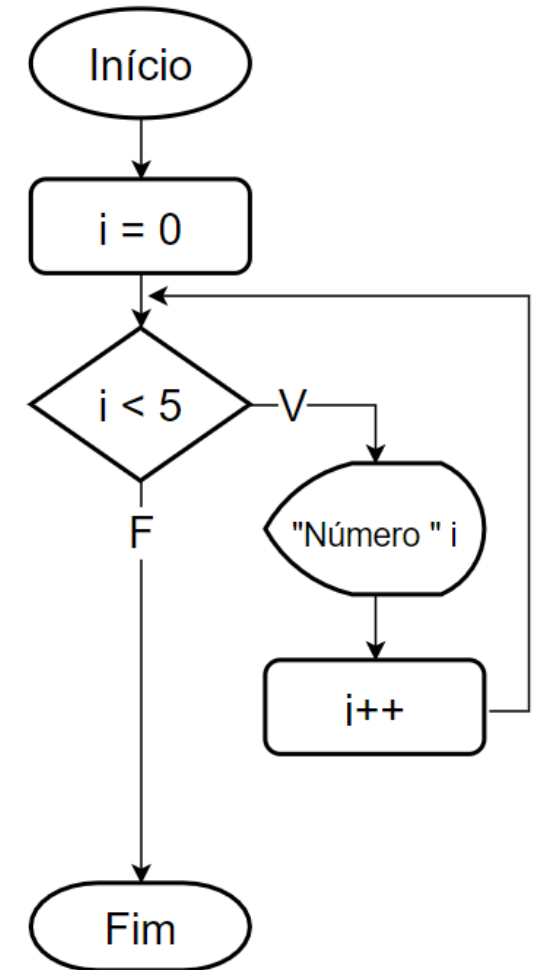 Início
i = 0
i < 5
V
F
"Número " i
i++
Fim